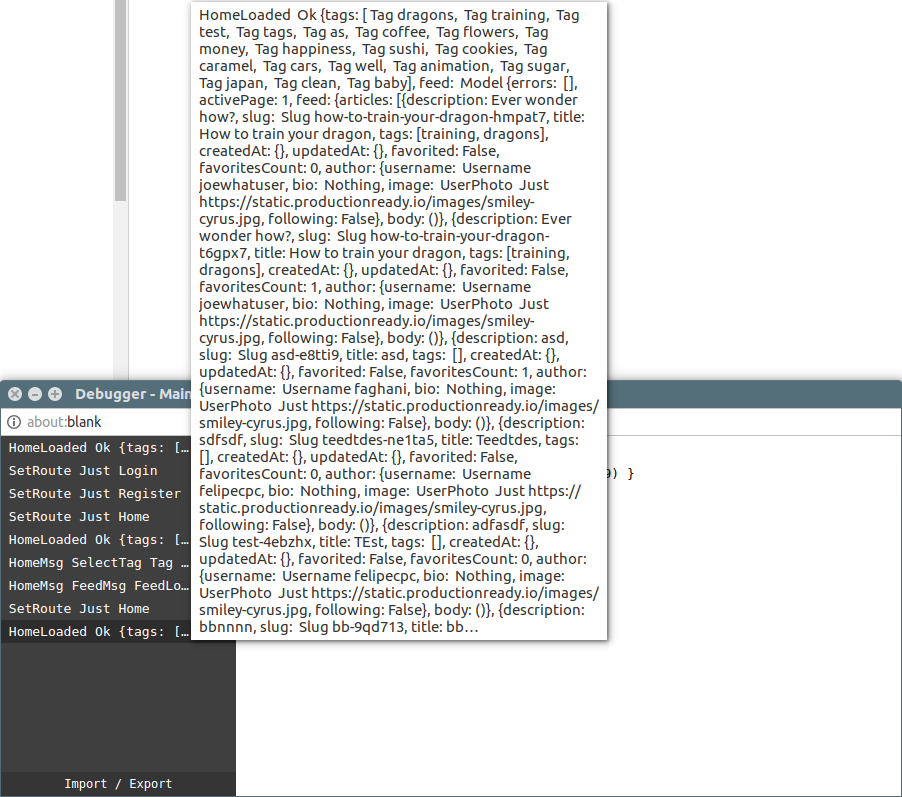 HomeLoaded Ok {tags: [ Tag dragons, Tag training, Tag
test, Tag tags, Tag as, Tag coffee, Tag flowers, Tag
money, Tag happiness, Tag sushi, Tag cookies, Tag
caramel, Tag cars, Tag well, Tag animation, Tag sugar,
Tag japan, Tag clean, Tag baby], feed: Model {errors: [],
activePage: 1, feed: {articles: [{description: Ever wonder
how?, slug: Slug how-to-train-your-dragon-hmpat7, title:
How to train your dragon, tags: [training, dragons],
createdAt: {}, updatedAt: {}, favorited: False,
favoritesCount: 0, author: {username: Username
joewhatuser, bio: Nothing, image: UserPhoto Just
https://static.productionready.io/images/smiley-
cyrus.jpg, following: False}, body: ()}, {description: Ever
wonder how?, slug: Slug how-to-train-your-dragon-
t6gpx7, title: How to train your dragon, tags: [training,
dragons], createdAt: {}, updatedAt: {}, favorited: False,
favoritesCount: 1, author: {username: Username
joewhatuser, bio: Nothing, image: UserPhoto Just
https://static.productionready.io/images/smiley-
cyrus.jpg, following: False}, body: ()}, {description: asd,
slug: Slug asd-e8tti9, title: asd, tags: [], createdAt: {},
updatedAt: {}, favorited: False, favoritesCount: 1, author:
{username: Username faghani, bio: Nothing, image:
UserPhoto Just https://static.productionready.io/images/
smiley-cyrus.jpg, following: False}, body: ()}, {description:
sdfsdf, slug: Slug teedtdes-ne1ta5, title: Teedtdes, tags:
[], createdAt: {}, updatedAt: {}, favorited: False,
favoritesCount: 0, author: {username: Username
felipecpc, bio: Nothing, image: UserPhoto Just https://
static.productionready.io/images/smiley-cyrus.jpg,
following: False}, body: ()}, {description: adfasdf, slug:
Slug test-4ebzhx, title: TEst, tags: [], createdAt: {},
updatedAt: {}, favorited: False, favoritesCount: 0, author:
{username: Username felipecpc, bio: Nothing, image:
UserPhoto Just https://static.productionready.io/images/
smiley-cyrus.jpg, following: False}, body: ()}, {description:
bbnnnn, slug: Slug bb-9qd713, title: bb…
Debugger - Main
about:blank
HomeLoaded Ok {tags: […
SetRoute Just Login
SetRoute Just Register
SetRoute Just Home
HomeLoaded Ok {tags: […
HomeMsg SelectTag Tag …
HomeMsg FeedMsg FeedLo…
SetRoute Just Home
HomeLoaded Ok {tags: […
) }
Import / Export